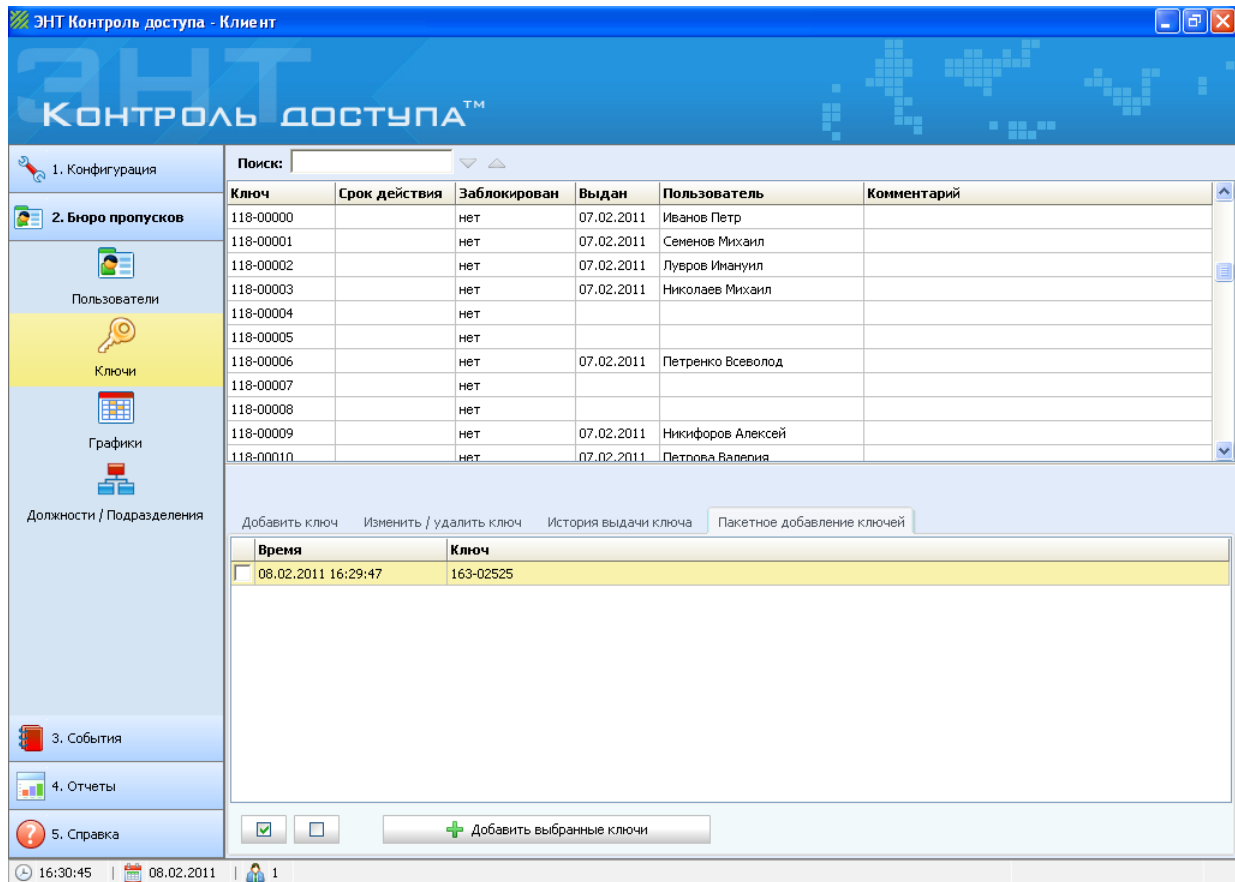 ЭНТ Контроль доступа - Клиент
ЭНТ
Контроль доступа™
1. Конфигурация
2. Бюро пропусков
Пользователи
Ключи
Графики
Должности / Подразделения
3. События
4. Отчеты
5. Справка
Поиск:
Ключ Срок действия Заблокирован Выдан Пользователь Комментарий
118-00000 нет 07.02.2011 Иванов Петр
118-00001 нет 07.02.2011 Семенов Михаил
118-00002 нет 07.02.2011 Лувров Имануил
118-00003 нет 07.02.2011 Николаев Михаил
118-00004 нет
118-00005 нет
118-00006 нет 07.02.2011 Петренко Всеволод
118-00007 нет
118-00008 нет
118-00009 нет 07.02.2011 Никифоров Алексей
118-00010 нет 07.02.2011 Петрова Валерия
Добавить ключ Изменить / удалить ключ История выдачи ключа Пакетное добавление ключей
Время Ключ
08.02.2011 16:29:47 163-02525
Добавить выбранные ключи
16:30:45 | 08.02.2011 | 1